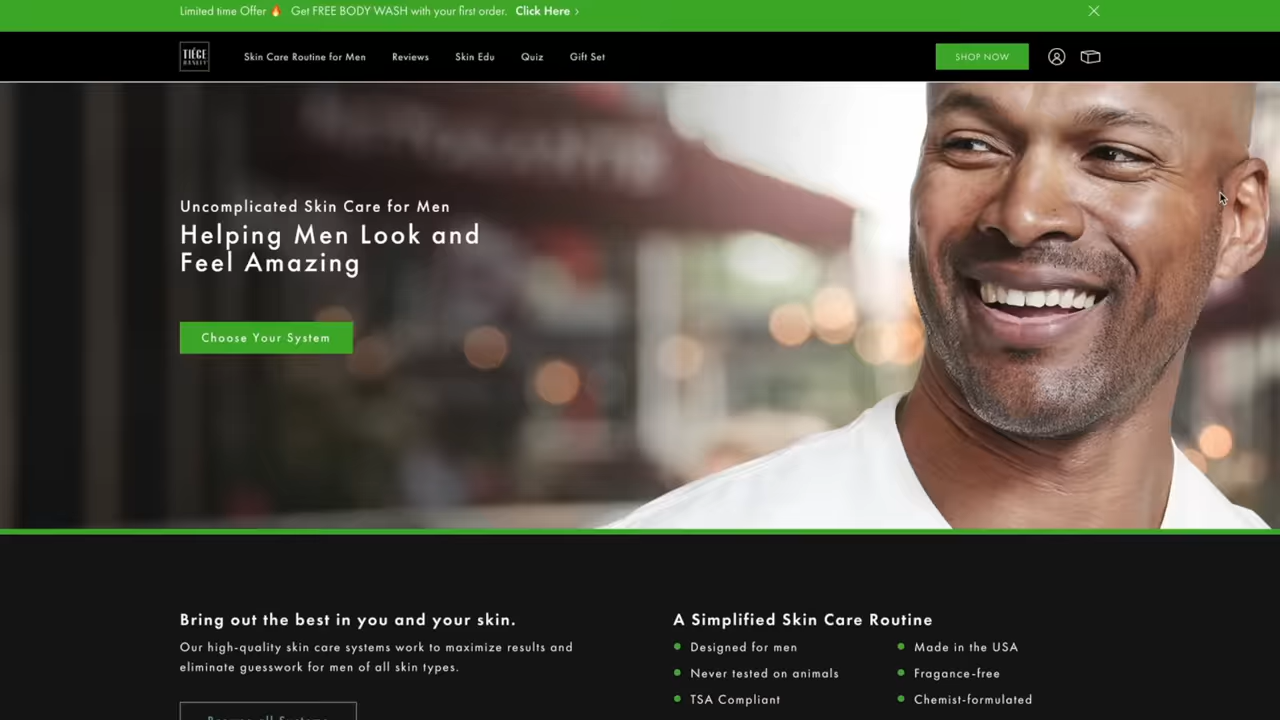 Limited time Offer 🔥 Get FREE BODY WASH with your first order. Click Here ›
TIÉGE
HANLEY
Skin Care Routine for Men
Reviews
Skin Edu
Quiz
Gift Set
SHOP NOW
Uncomplicated Skin Care for Men
Helping Men Look and
Feel Amazing
Choose Your System
Bring out the best in you and your skin.
Our high-quality skin care systems work to maximize results and
eliminate guesswork for men of all skin types.
A Simplified Skin Care Routine
Designed for men
Made in the USA
Never tested on animals
Fragance-free
TSA Compliant
Chemist-formulated